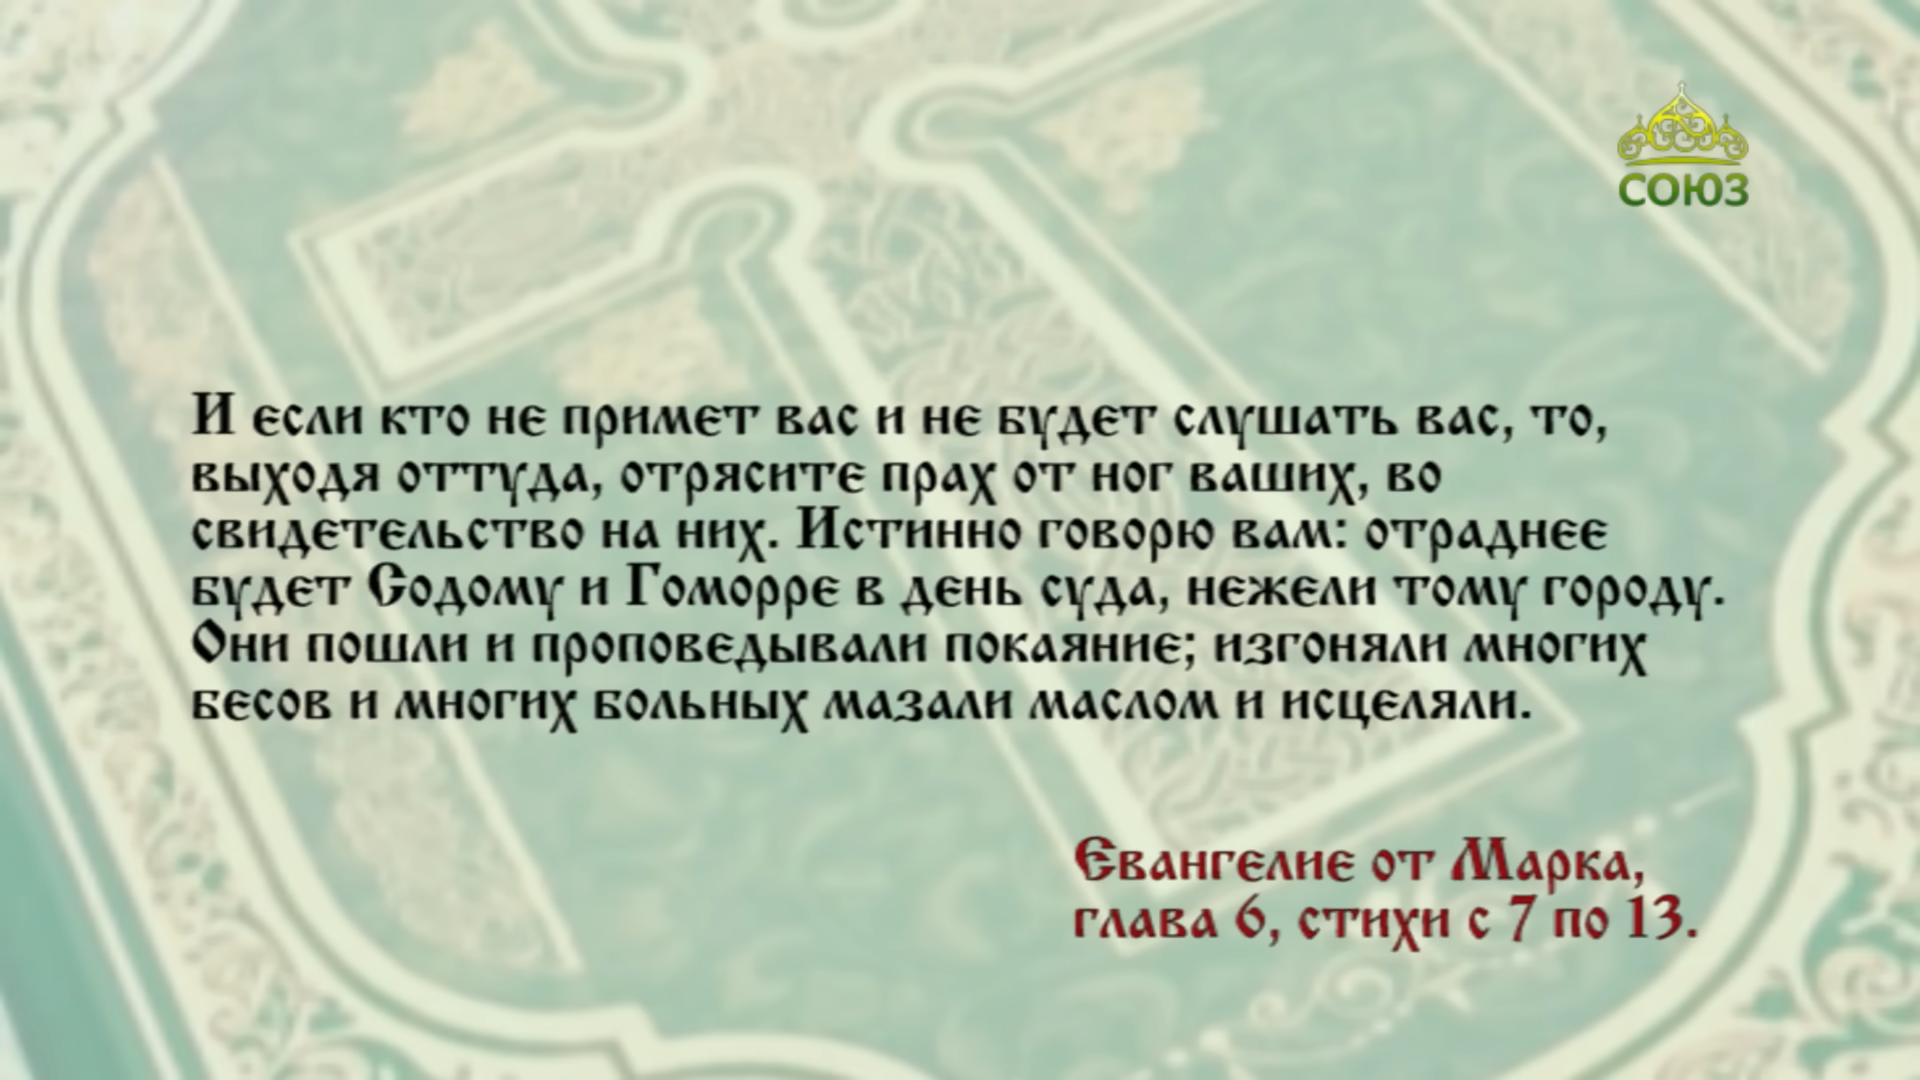 СОЮЗ
И если кто не примет вас и не будет слушать вас, то,
выходя оттуда, отрясите прах от ног ваших, во
свидетельство на них. Истинно говорю вам: отраднее
будет Содому и Гоморре в день суда, нежели тому городу.
Они пошли и проповедывали покаяние; изгоняли многих
бесов и многих больных мазали маслом и исцеляли.
Евангелие от Марка,
глава 6, стихи с 7 по 13.